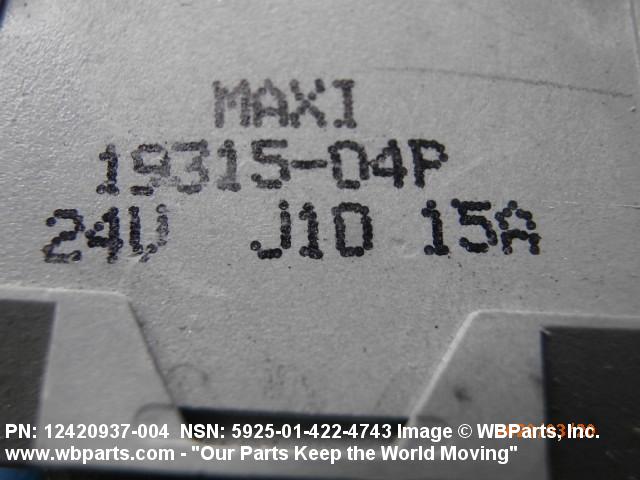 MAXI
19315-04P
24V J10 15A
PN: 12420937-004 NSN: 5925-01-422-4743 Image © WBParts, Inc.
www.wbparts.com - "Our Parts Keep the World Moving"